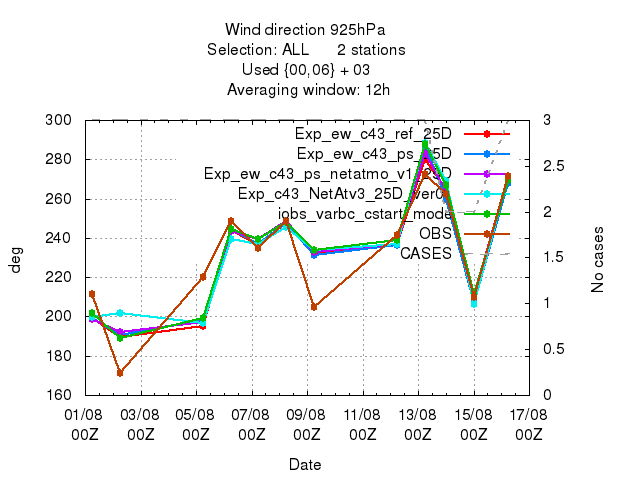 Wind direction 925hPa
Selection: ALL 2 stations
Used {00,06} + 03
Averaging window: 12h
300 3
Exp_ew_c43_ref_25D
280 Exp_ew_c43_ps_25D 2.5
Exp_ew_c43_ps_netatmo_v1_25D
260 Exp_c43_NetAtv3_25D_ver0 2
iobs_varbc_cstart_mode
240 OBS
CASES 1.5
deg No cases
220
200 1
180 0.5
160 0
01/08 03/08 05/08 07/08 09/08 11/08 13/08 15/08 17/08
00Z 00Z 00Z 00Z 00Z 00Z 00Z 00Z 00Z
Date